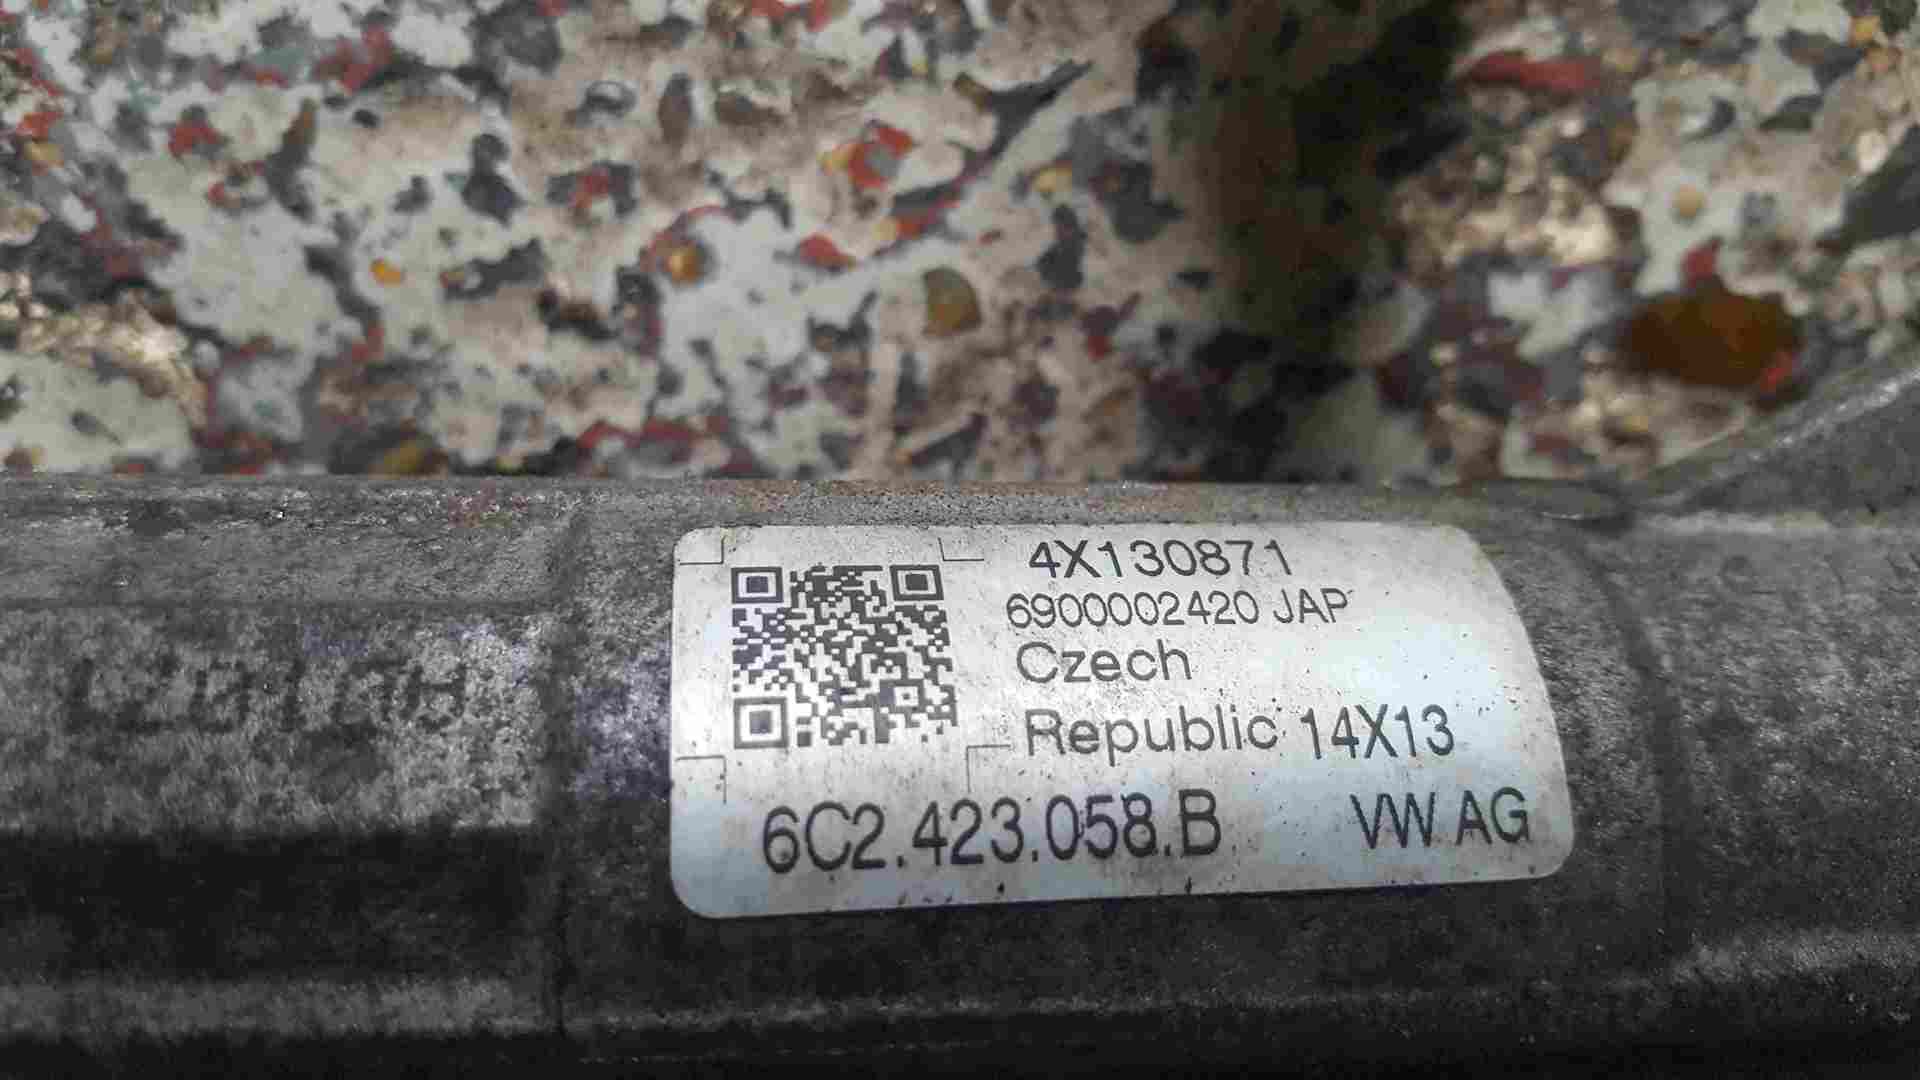 4X130871
6900002420 JAP
Czech
Republic 14X13
6C2.423.058.B VW AG